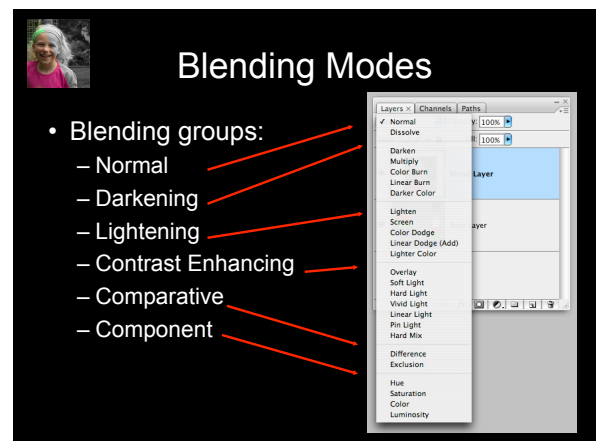 Blending Modes
• Blending groups:
– Normal
– Darkening
– Lightening
– Contrast Enhancing
– Comparative
– Component
Layers × Channels Paths
✓ Normal
100%
Dissolve
100%
Darken
Multiply
Color Burn
Linear Burn
Darker Color
Layer
Lighten
Screen
Color Dodge
Linear Dodge (Add)
Lighter Color
Overlay
Soft Light
Hard Light
Vivid Light
Linear Light
Pin Light
Hard Mix
Difference
Exclusion
Hue
Saturation
Color
Luminosity